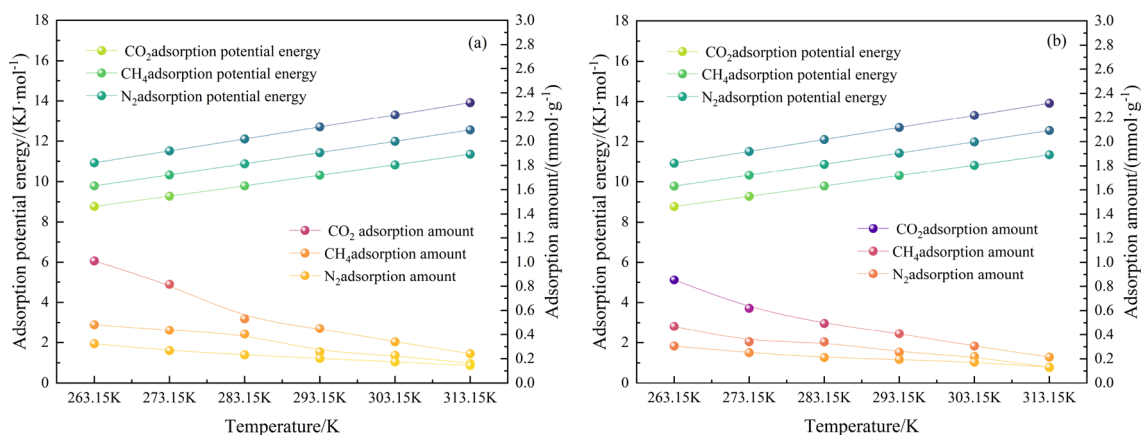 18
16
14
12
10
8
6
4
2
0
Adsorption potential energy/(KJ·mol⁻¹)
CO₂adsorption potential energy
CH₄adsorption potential energy
N₂adsorption potential energy
(a)
CO₂ adsorption amount
CH₄adsorption amount
N₂adsorption amount
3.0
2.8
2.6
2.4
2.2
2.0
1.8
1.6
1.4
1.2
1.0
0.8
0.6
0.4
0.2
0.0
Adsorption amount/(mmol·g⁻¹)
263.15K 273.15K 283.15K 293.15K 303.15K 313.15K
Temperature/K
18
16
14
12
10
8
6
4
2
0
Adsorption potential energy/(KJ·mol⁻¹)
CO₂adsorption potential energy
CH₄adsorption potential energy
N₂adsorption potential energy
(b)
CO₂adsorption amount
CH₄adsorption amount
N₂adsorption amount
3.0
2.8
2.6
2.4
2.2
2.0
1.8
1.6
1.4
1.2
1.0
0.8
0.6
0.4
0.2
0.0
Adsorption amount/(mmol·g⁻¹)
263.15K 273.15K 283.15K 293.15K 303.15K 313.15K
Temperature/K